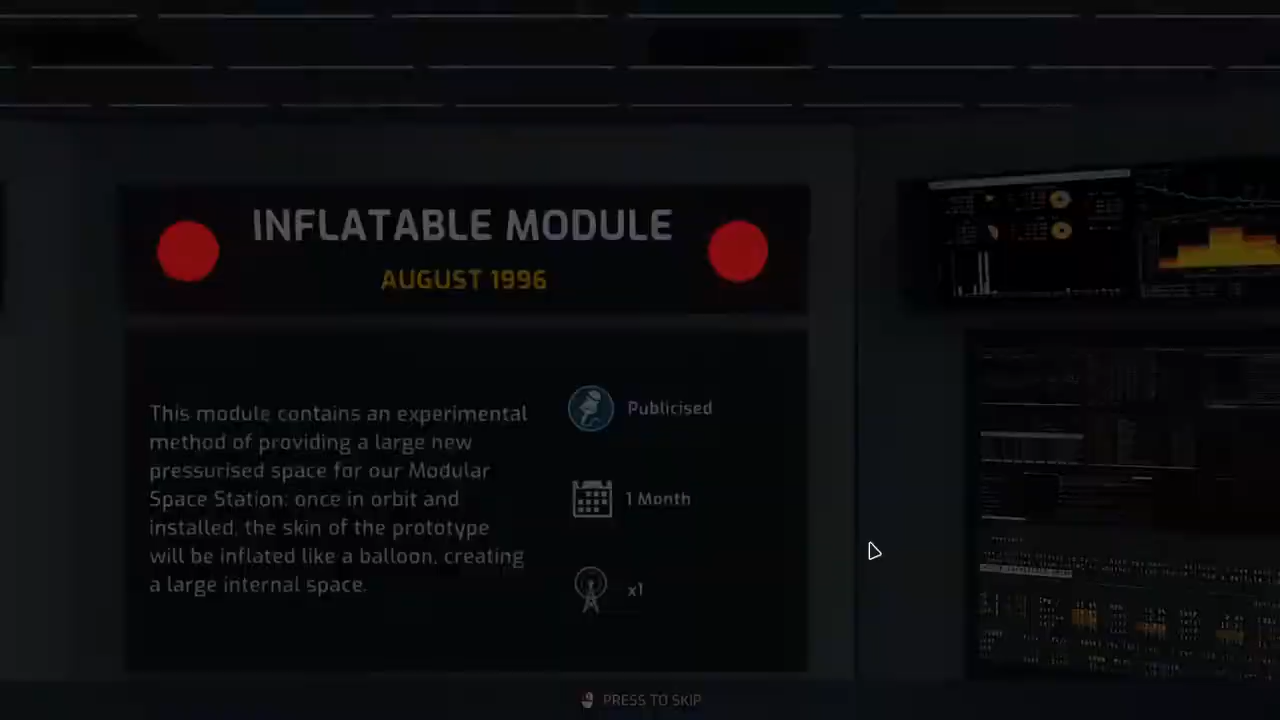 INFLATABLE MODULE
AUGUST 1996
This module contains an experimental
method of providing a large new
pressurised space for our Modular
Space Station: once in orbit and
installed, the skin of the prototype
will be inflated like a balloon, creating
a large internal space.
Publicised
1 Month
x1
PRESS TO SKIP